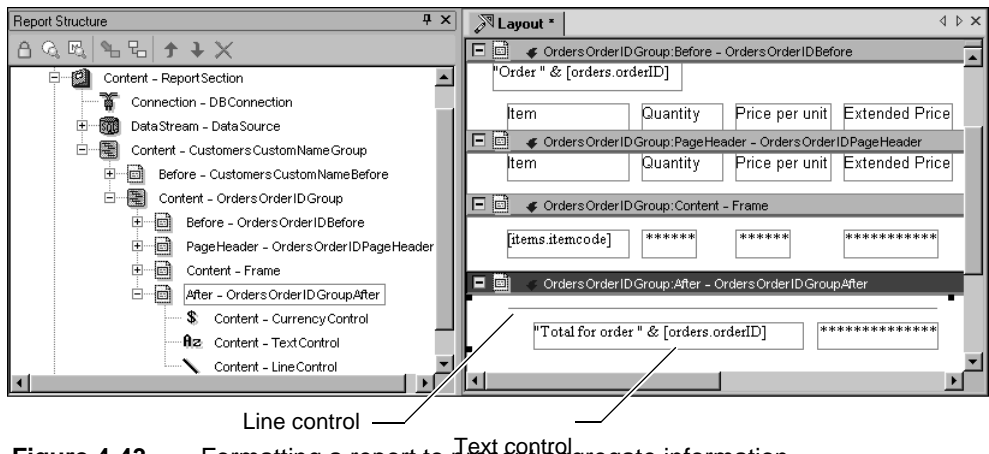 Report Structure
Content – ReportSection
Connection – DBConnection
DataStream – DataSource
Content – CustomersCustomNameGroup
Before – CustomersCustomNameBefore
Content – OrdersOrderIDGroup
Before – OrdersOrderIDBefore
PageHeader – OrdersOrderIDPageHeader
Content – Frame
After – OrdersOrderIDGroupAfter
$ Content – CurrencyControl
Az Content – TextControl
Content – LineControl
Layout *
OrdersOrderIDGroup:Before – OrdersOrderIDBefore
"Order " & [orders.orderID]
Item Quantity Price per unit Extended Price
OrdersOrderIDGroup:PageHeader – OrdersOrderIDPageHeader
Item Quantity Price per unit Extended Price
OrdersOrderIDGroup:Content – Frame
[items.itemcode] ****** ****** ***********
OrdersOrderIDGroup:After – OrdersOrderIDGroupAfter
"Total for order " & [orders.orderID] **************
Line control
Text control
Formatting a report to aggregate information